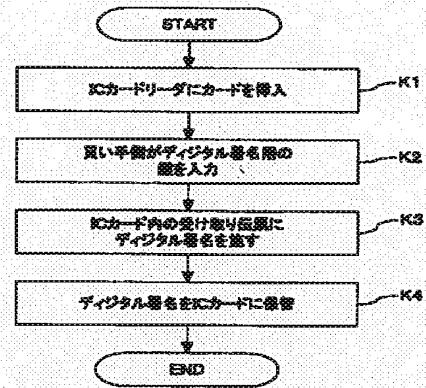 START
ICカードリーダにカードを挿入
K1
買い手側がディジタル署名用の
鍵を入力
K2
ICカード内の受け取り伝票に
ディジタル署名を施す
K3
ディジタル署名をICカードに保管
K4
END